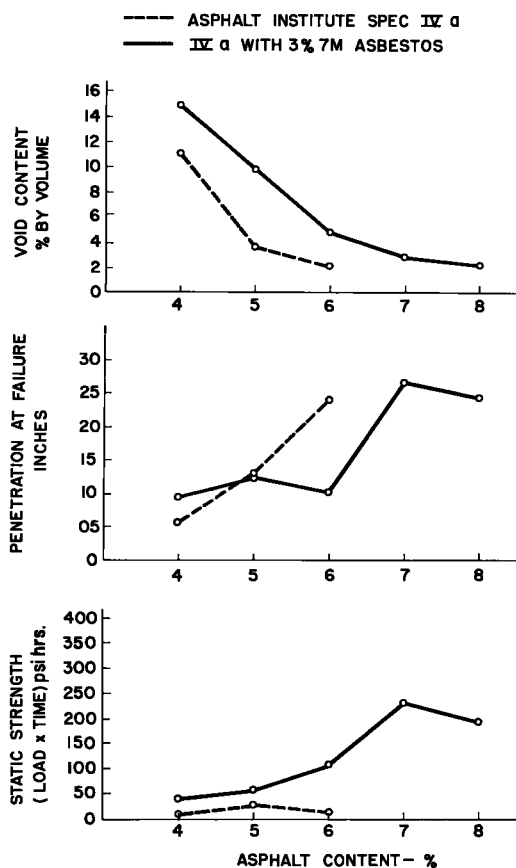 ASPHALT INSTITUTE SPEC IV a
IV a WITH 3% 7M ASBESTOS
VOID CONTENT
% BY VOLUME
16
14
12
10
8
6
4
2
0
4 5 6 7 8
PENETRATION AT FAILURE
INCHES
30
25
20
15
10
05
0
4 5 6 7 8
STATIC STRENGTH
(LOAD x TIME) psi hrs.
400
350
300
250
200
150
100
50
0
4 5 6 7 8
ASPHALT CONTENT- %